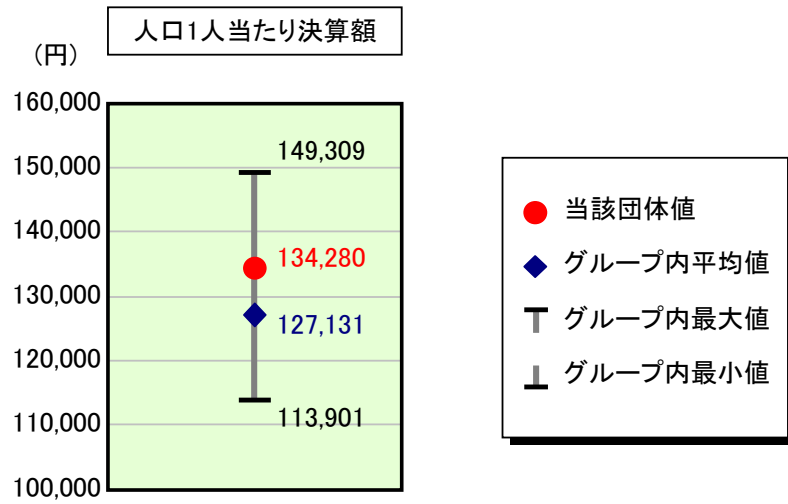 人口1人当たり決算額
(円)
160,000
150,000
140,000
130,000
120,000
110,000
100,000
149,309
134,280
127,131
113,901
当該団体値
グループ内平均値
グループ内最大値
グループ内最小値